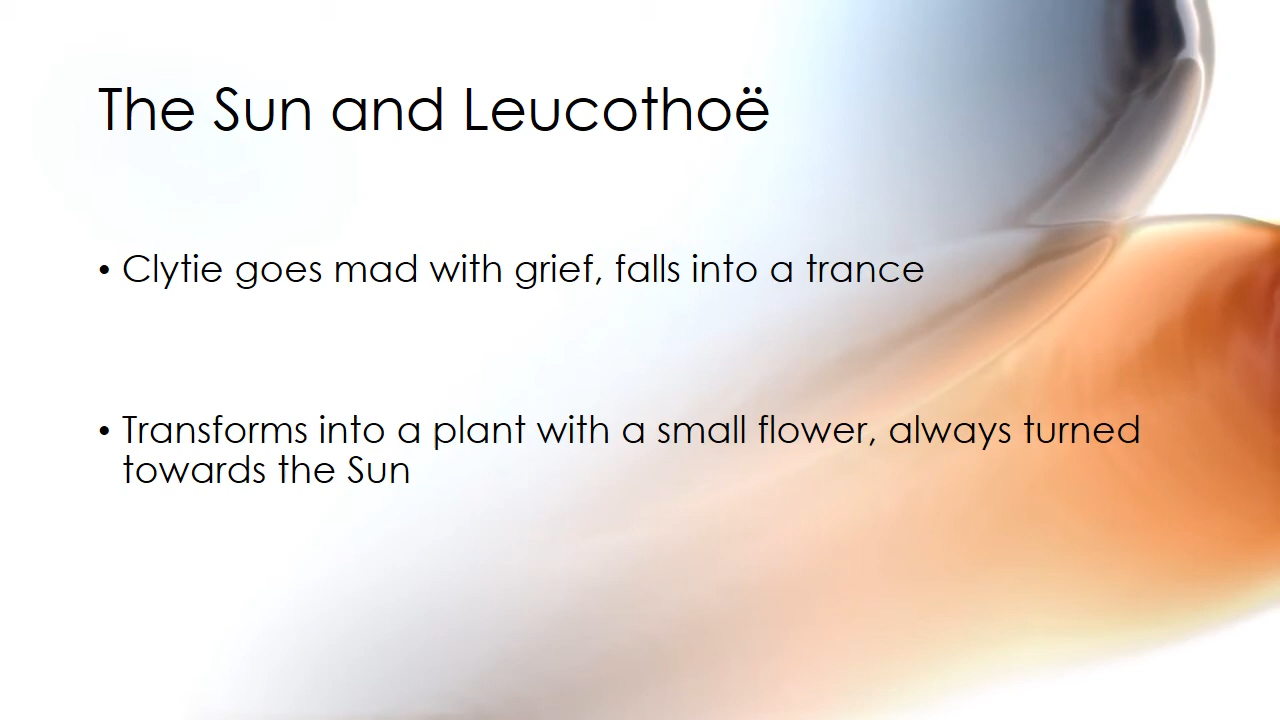 The Sun and Leucothoë
• Clytie goes mad with grief, falls into a trance
• Transforms into a plant with a small flower, always turned
towards the Sun